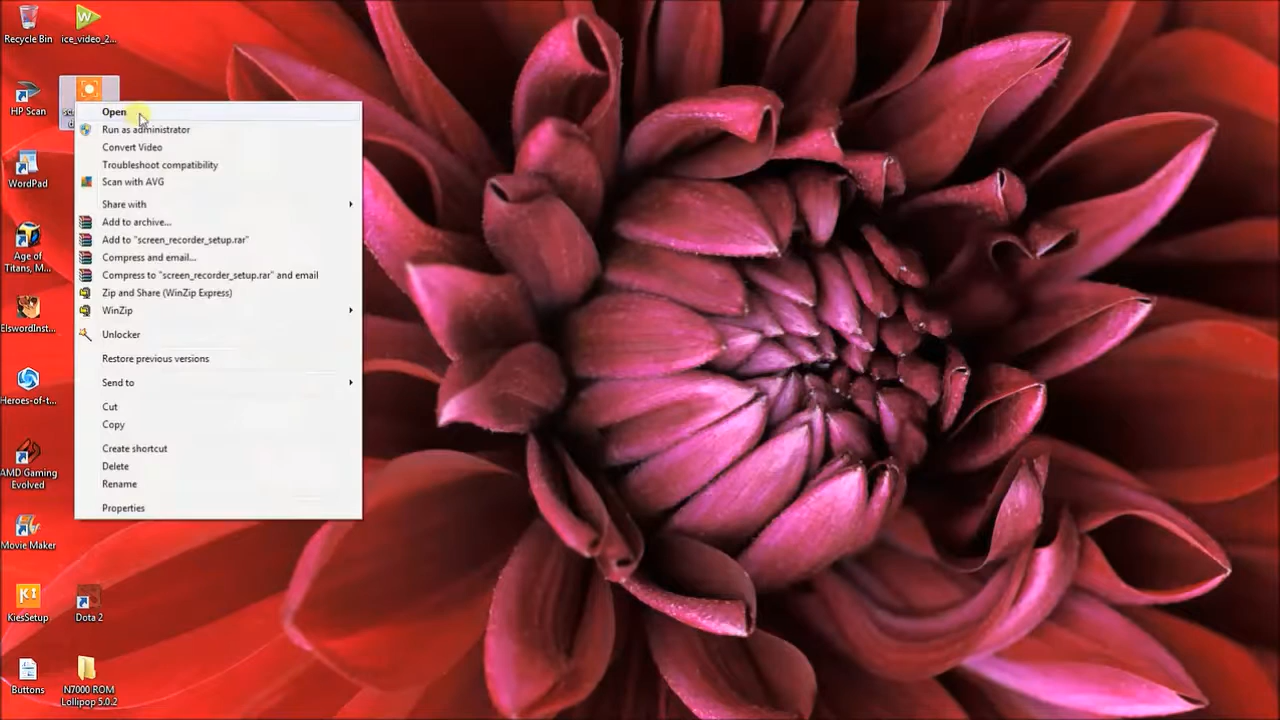 Recycle Bin
ice_video_2...
HP Scan
WordPad
Age of
Titans, M...
ElswordInst...
Heroes-of-t...
AMD Gaming
Evolved
Movie Maker
KiesSetup
Dota 2
Buttons
N7000 ROM
Lollipop 5.0.2
Open
Run as administrator
Convert Video
Troubleshoot compatibility
Scan with AVG
Share with
Add to archive...
Add to "screen_recorder_setup.rar"
Compress and email...
Compress to "screen_recorder_setup.rar" and email
Zip and Share (WinZip Express)
WinZip
Unlocker
Restore previous versions
Send to
Cut
Copy
Create shortcut
Delete
Rename
Properties